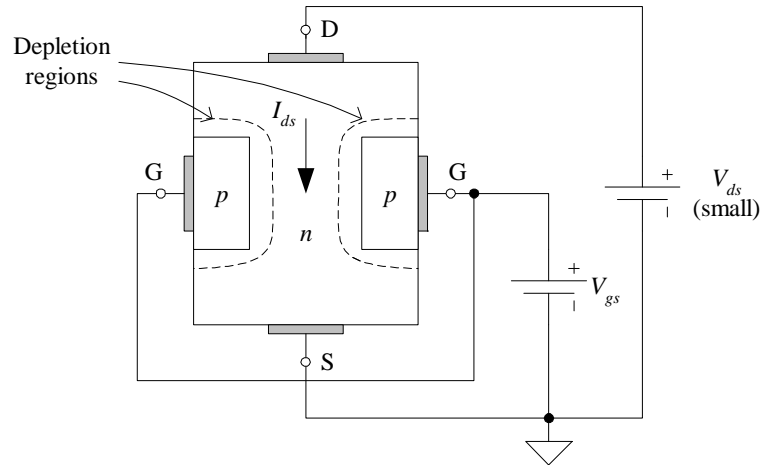 D
Depletion
regions
I_ds
G
G
p
p
n
+
V_ds
(small)
+
V_gs
S